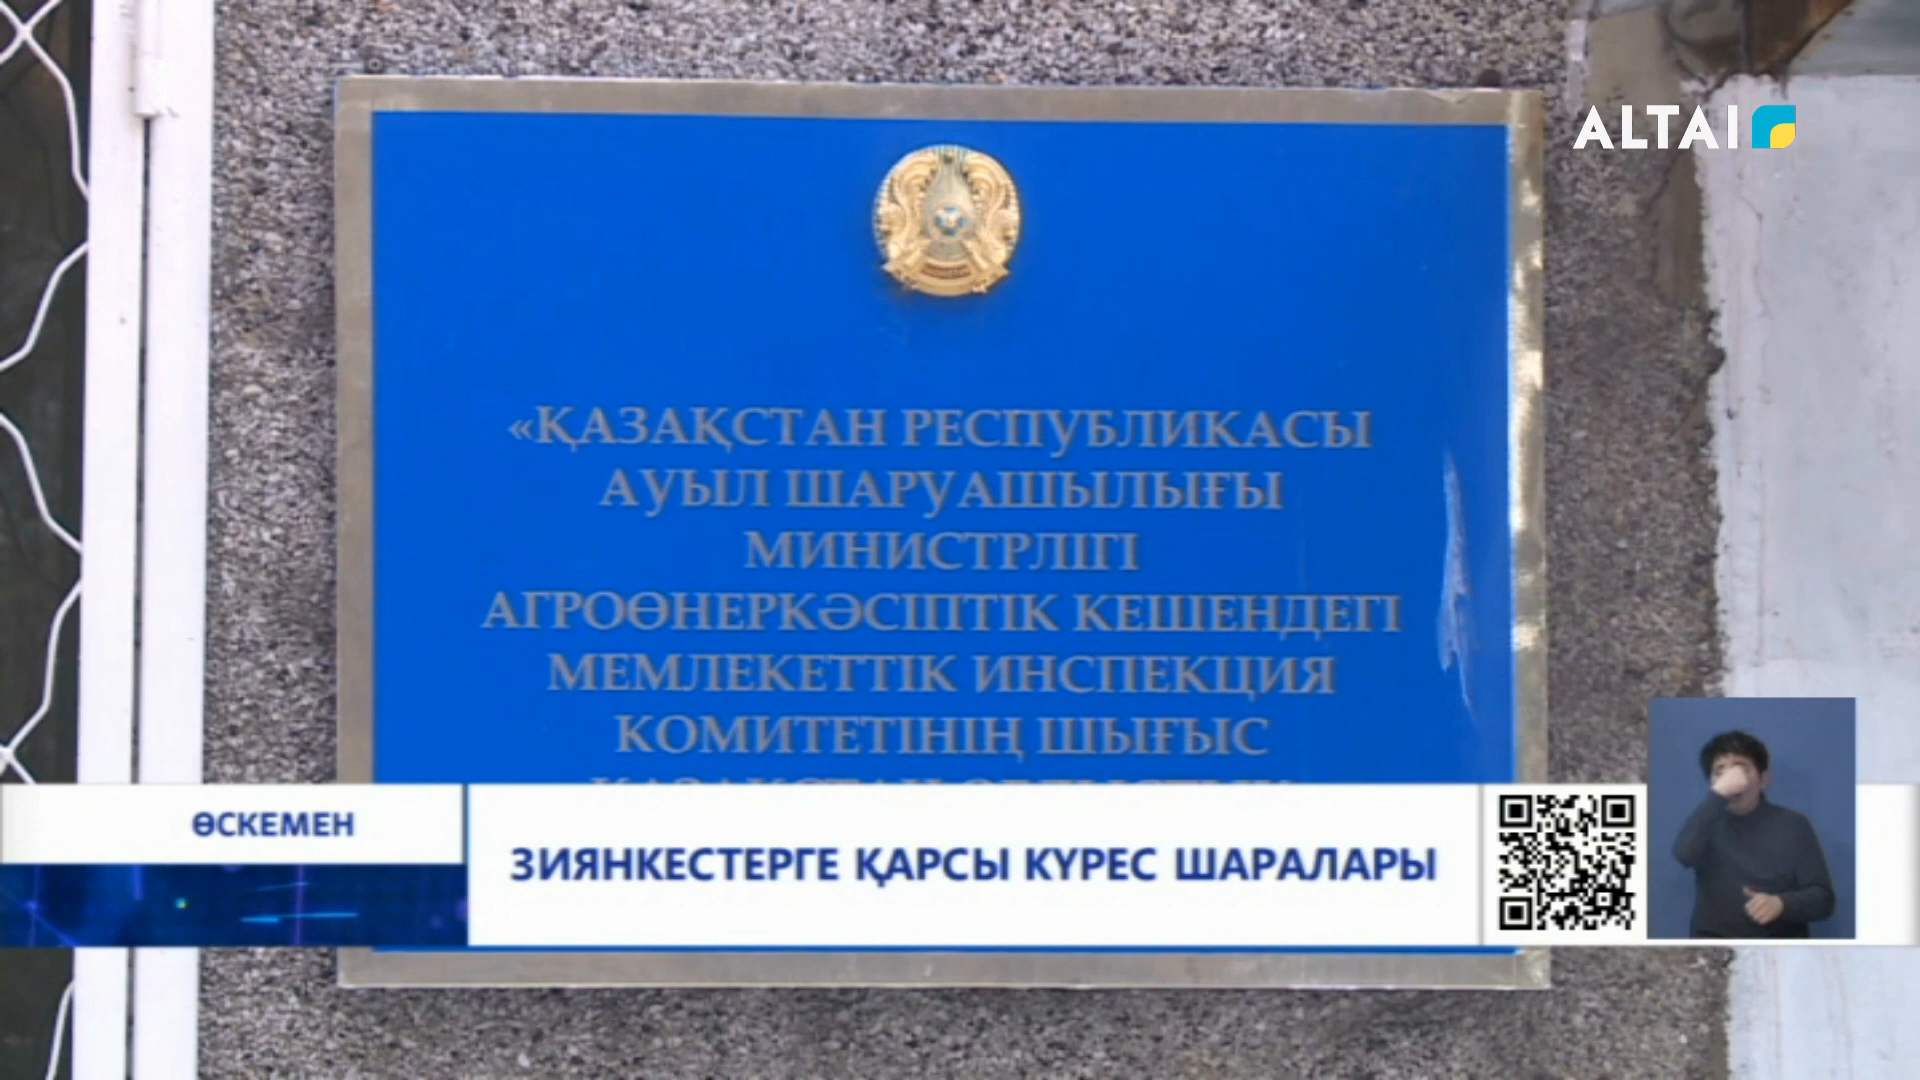 ALTAI
«ҚАЗАҚСТАН РЕСПУБЛИКАСЫ
АУЫЛ ШАРУАШЫЛЫҒЫ
МИНИСТРЛІГІ
АГРОӨНЕРКӘСІПТІК КЕШЕНДЕГІ
МЕМЛЕКЕТТІК ИНСПЕКЦИЯ
КОМИТЕТІНІҢ ШЫҒЫС
ӨСКЕМЕН
ЗИЯНКЕСТЕРГЕ ҚАРСЫ КҮРЕС ШАРАЛАРЫ